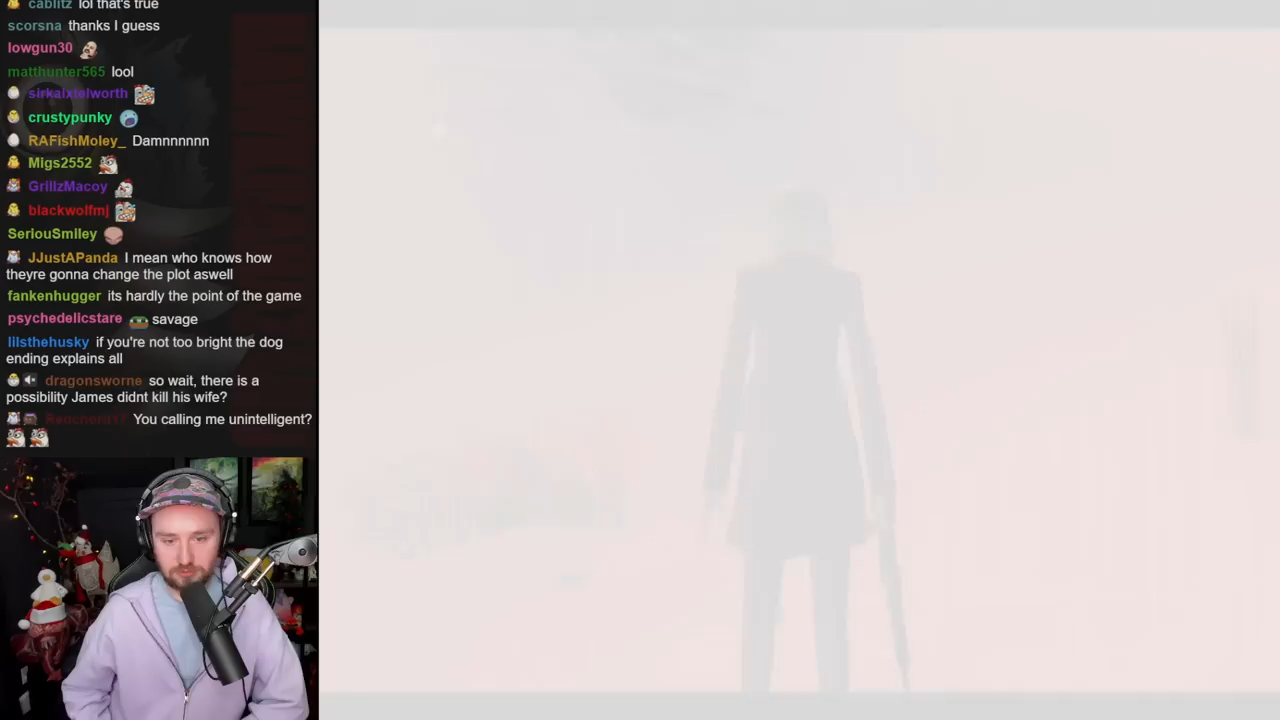 cablitz lol that's true
scorsna thanks I guess
lowgun30
matthunter565 lool
sirkaixtelworth
crustypunky
RAFishMoley_ Damnnnnnn
Migs2552
GrillzMacoy
blackwolfmj
SeriouSmiley
JJustAPanda I mean who knows how
theyre gonna change the plot aswell
fankenhugger its hardly the point of the game
psychedelicstare savage
lilsthehusky if you're not too bright the dog
ending explains all
dragonsworne so wait, there is a
possibility James didnt kill his wife?
You calling me unintelligent?